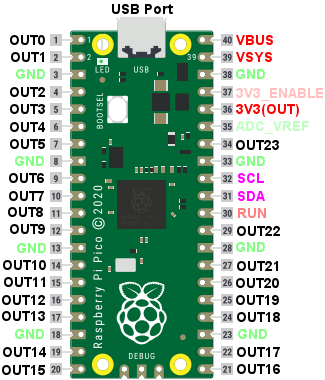 USB Port
OUT0 1 40 VBUS
OUT1 2 39 VSYS
GND 3 38 GND
OUT2 4 37 3V3_ENABLE
OUT3 5 36 3V3(OUT)
OUT4 6 35 ADC_VREF
OUT5 7 34 OUT23
GND 8 33 GND
OUT6 9 32 SCL
OUT7 10 31 SDA
OUT8 11 30 RUN
OUT9 12 29 OUT22
GND 13 28 GND
OUT10 14 27 OUT21
OUT11 15 26 OUT20
OUT12 16 25 OUT19
OUT13 17 24 OUT18
GND 18 23 GND
OUT14 19 22 OUT17
OUT15 20 21 OUT16
1
2
39
LED
USB
BOOTSEL
Raspberry Pi Pico © 2020
DEBUG